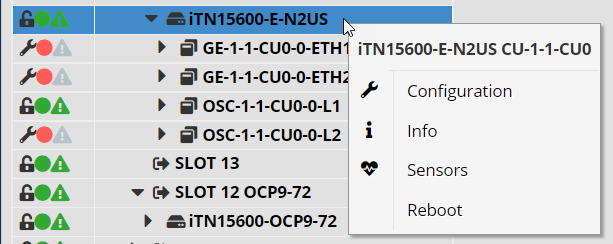 iTN15600-E-N2US
GE-1-1-CU0-0-ETH1
GE-1-1-CU0-0-ETH2
OSC-1-1-CU0-0-L1
OSC-1-1-CU0-0-L2
SLOT 13
SLOT 12 OCP9-72
iTN15600-OCP9-72
iTN15600-E-N2US CU-1-1-CU0
Configuration
Info
Sensors
Reboot